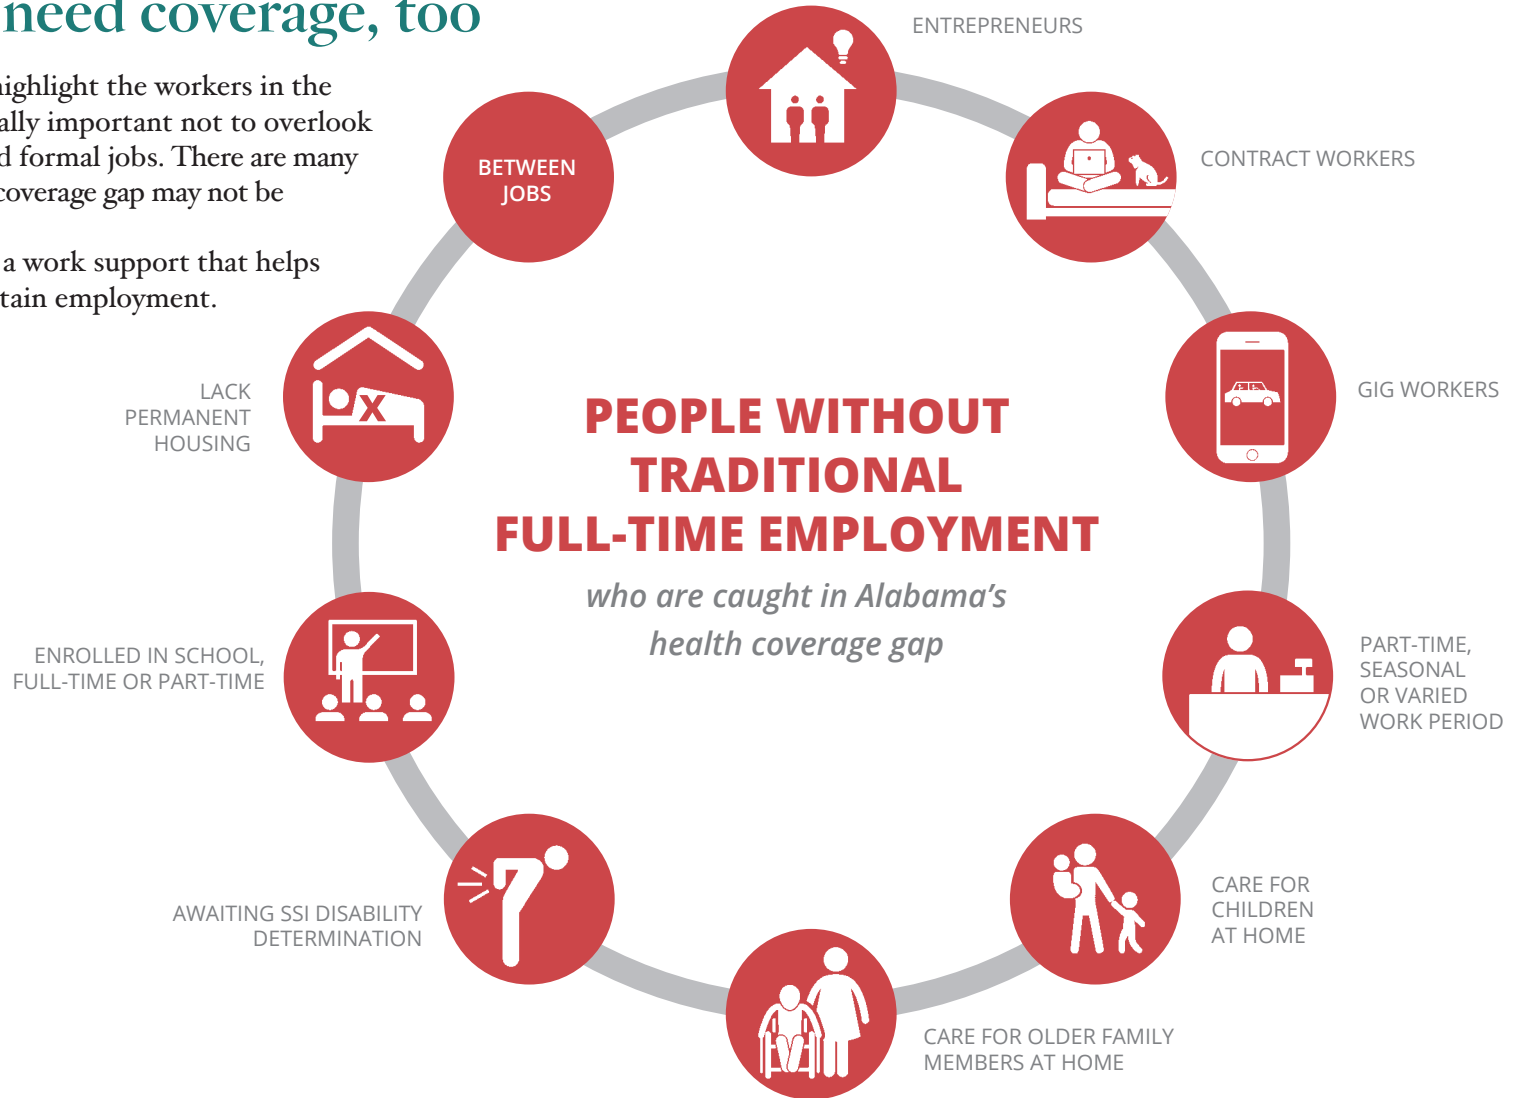 need coverage, too
highlight the workers in the
ally important not to overlook
d formal jobs. There are many
coverage gap may not be
a work support that helps
tain employment.
ENTREPRENEURS
CONTRACT WORKERS
GIG WORKERS
PART-TIME,
SEASONAL
OR VARIED
WORK PERIOD
CARE FOR
CHILDREN
AT HOME
CARE FOR OLDER FAMILY
MEMBERS AT HOME
AWAITING SSI DISABILITY
DETERMINATION
ENROLLED IN SCHOOL,
FULL-TIME OR PART-TIME
LACK
PERMANENT
HOUSING
X
BETWEEN
JOBS
PEOPLE WITHOUT
TRADITIONAL
FULL-TIME EMPLOYMENT
who are caught in Alabama’s
health coverage gap